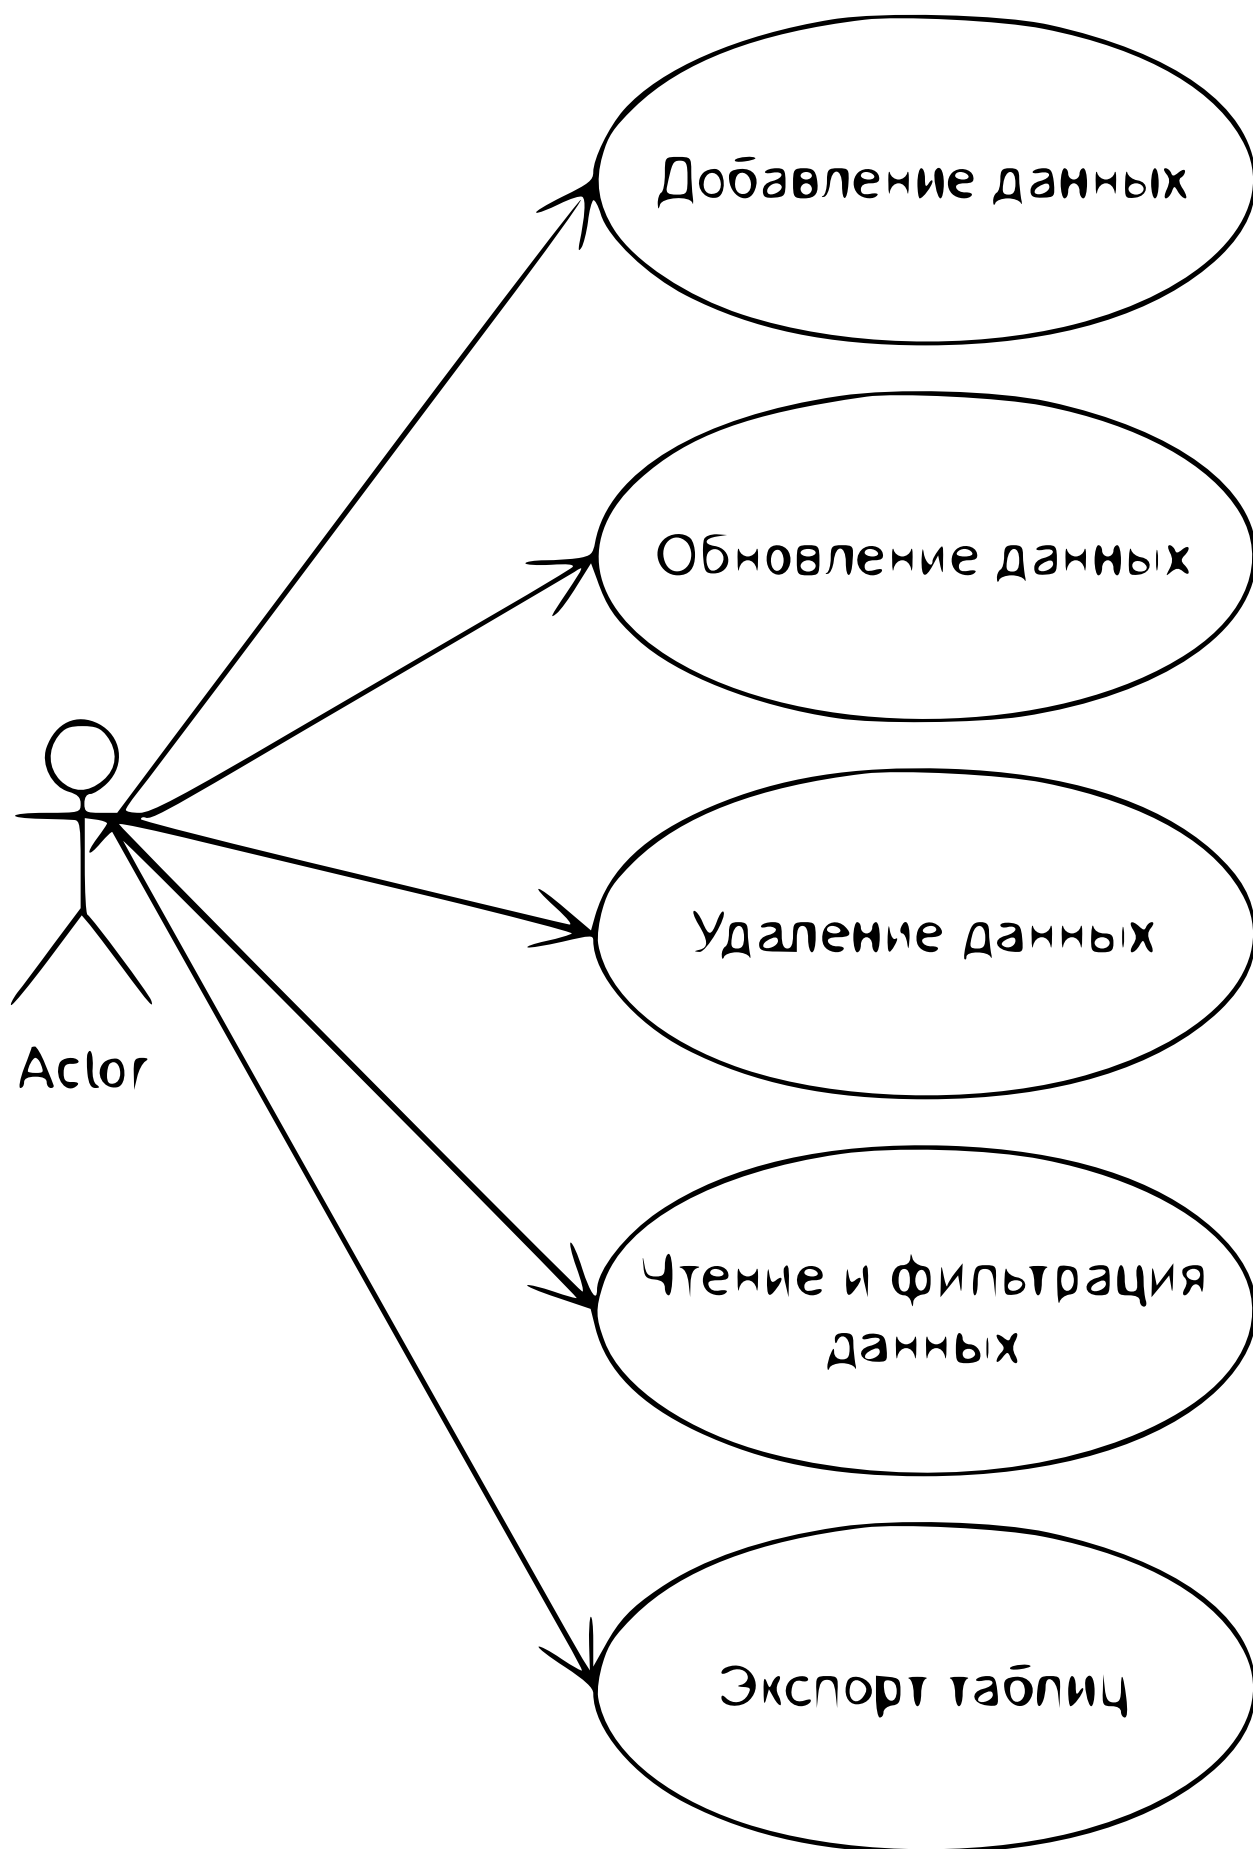 Добавление данных
Обновление данных
Удаление данных
Actor
Чтение и фильтрация
данных
Экспорт таблиц